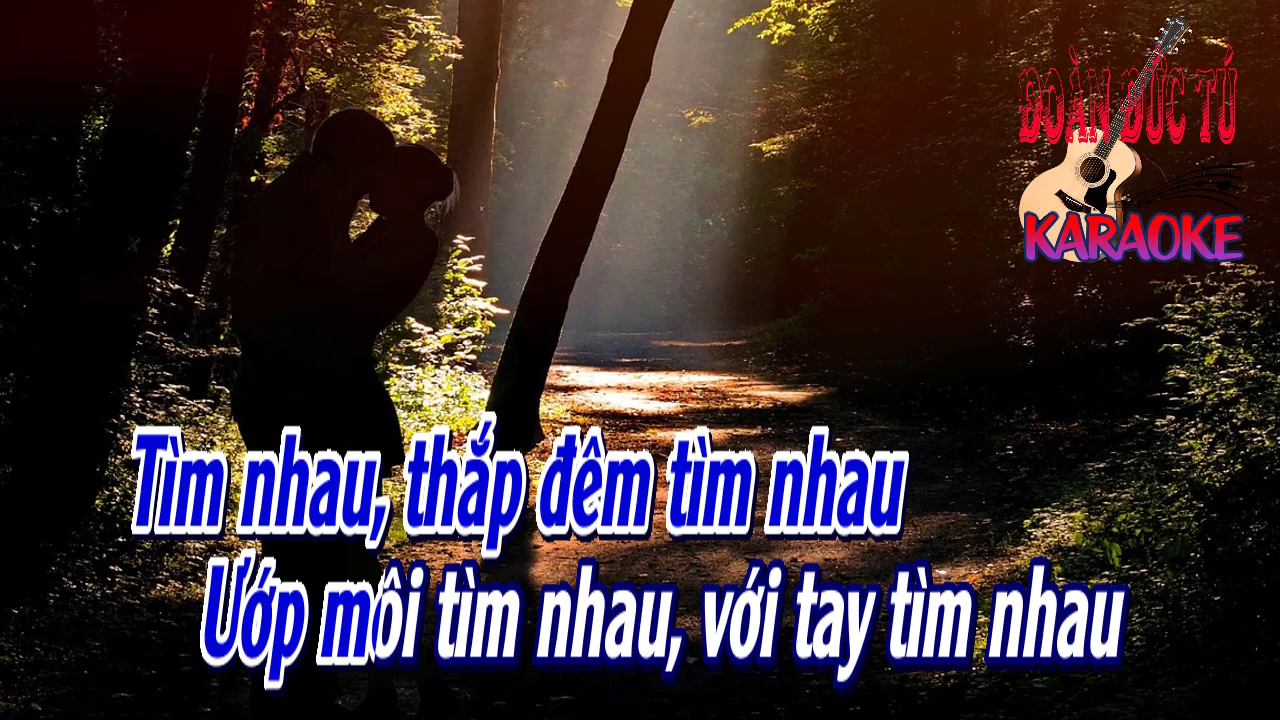 ĐOÀN ĐỨC TÚ
KARAOKE
Tìm nhau, thắp đêm tìm nhau
Ướp môi tìm nhau, với tay tìm nhau